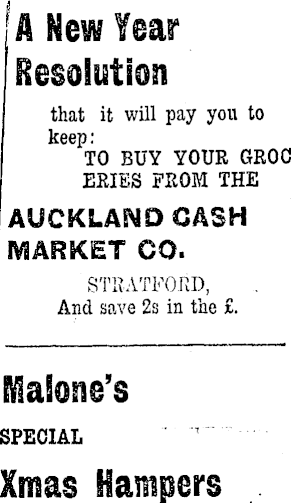 A New Year
Resolution
that it will pay you to
keep:
TO BUY YOUR GROC
ERIES FROM THE
AUCKLAND CASH
MARKET CO.
STRATFORD,
And save 2s in the £.
Malone's
SPECIAL
Xmas Hampers